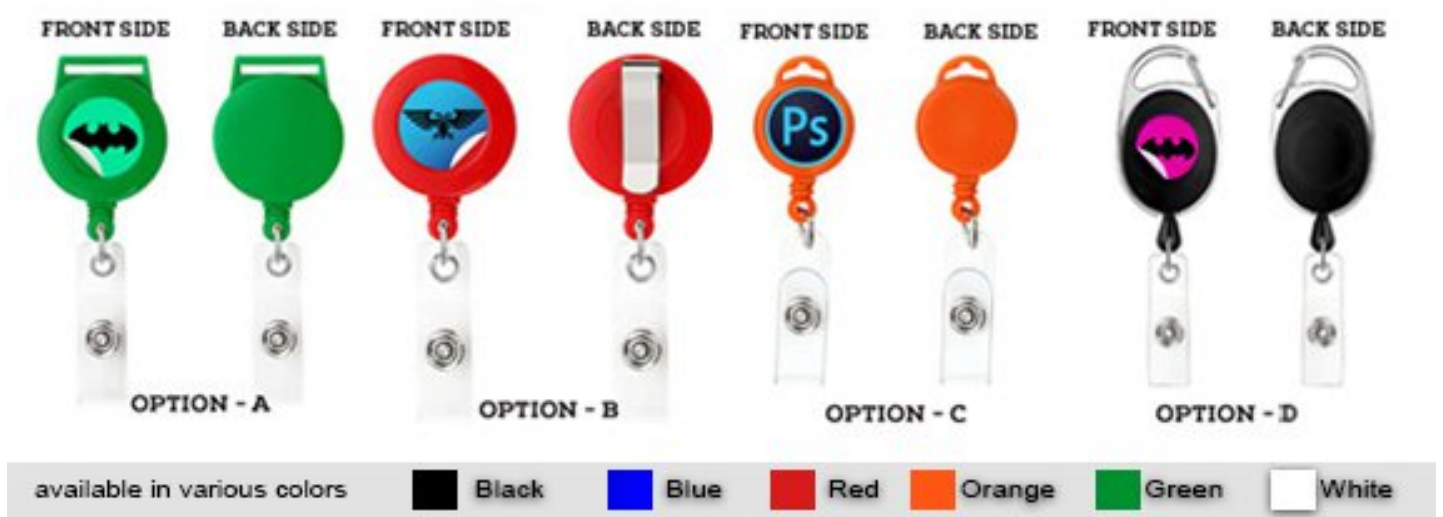 FRONT SIDE BACK SIDE FRONT SIDE BACK SIDE FRONT SIDE BACK SIDE FRONT SIDE BACK SIDE
Ps
OPTION - A OPTION - B OPTION - C OPTION - D
available in various colors Black Blue Red Orange Green White